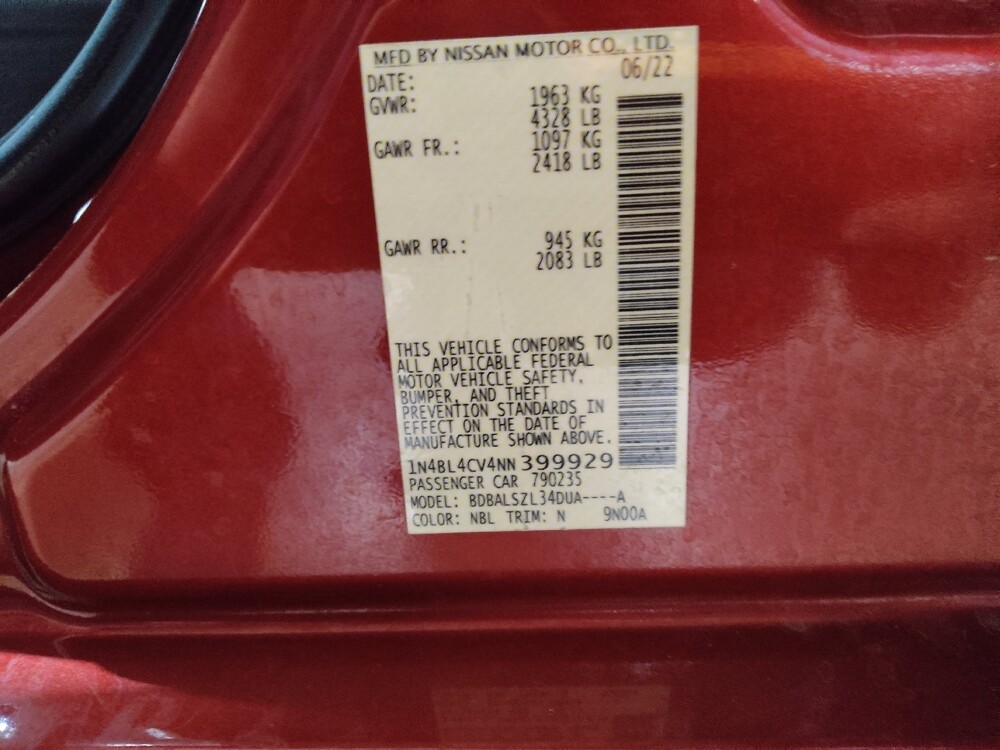 MFD BY NISSAN MOTOR CO., LTD.
DATE: 06/22
GVWR: 1963 KG
4328 LB
GAWR FR.: 1097 KG
2418 LB
GAWR RR.: 945 KG
2083 LB
THIS VEHICLE CONFORMS TO
ALL APPLICABLE FEDERAL
MOTOR VEHICLE SAFETY,
BUMPER, AND THEFT
PREVENTION STANDARDS IN
EFFECT ON THE DATE OF
MANUFACTURE SHOWN ABOVE.
1N4BL4CV4NN399929
PASSENGER CAR 790235
MODEL: BDBALSZL34DUA----A
COLOR: NBL TRIM: N 9N00A